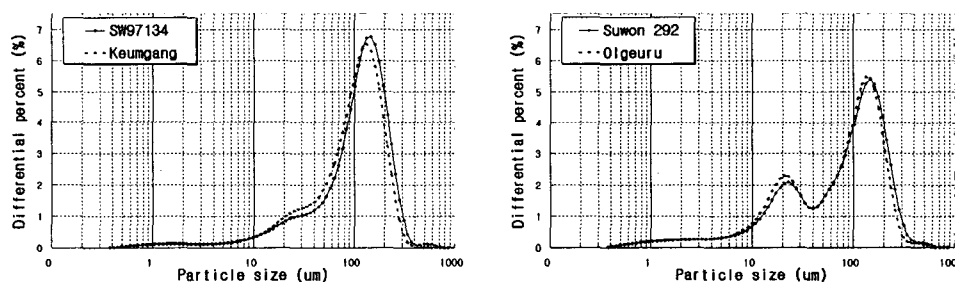 SW97134
Keumgang
Differential percent (%)
7
6
5
4
3
2
1
0
0 1 10 100 1000
Particle size (um)
Suwon 292
Olgeuru
Differential percent (%)
7
6
5
4
3
2
1
0
0 1 10 100 1000
Particle size (um)